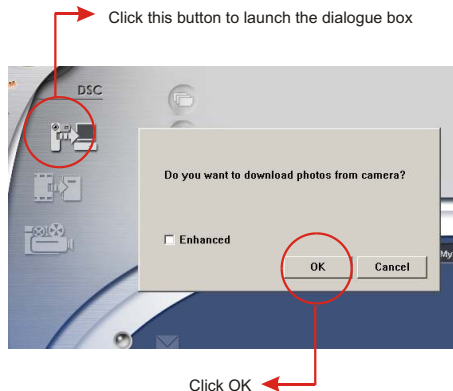 Click this button to launch the dialogue box
DSC
Do you want to download photos from camera?
Enhanced
OK
Cancel
My
Click OK